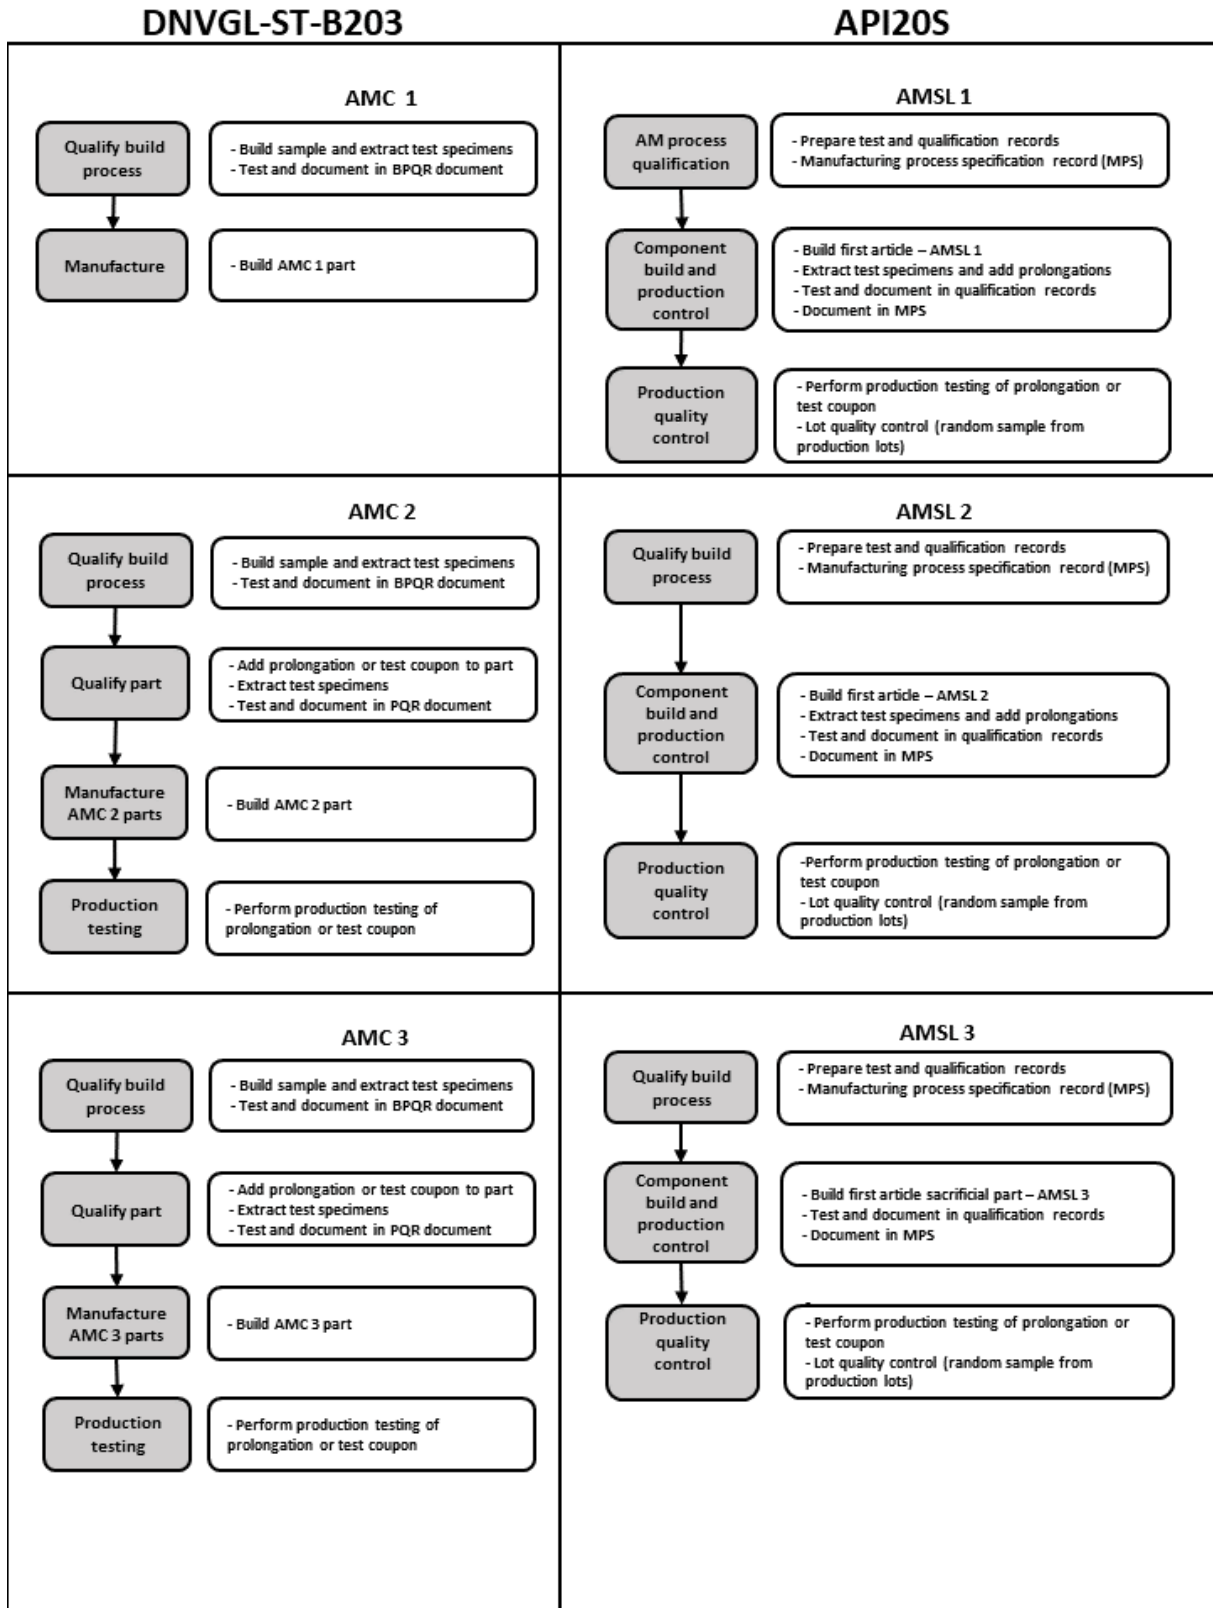 DNVGL-ST-B203
API20S
AMC 1
Qualify build
process
- Build sample and extract test specimens
- Test and document in BPQR document
Manufacture
- Build AMC 1 part
AMSL 1
AM process
qualification
- Prepare test and qualification records
- Manufacturing process specification record (MPS)
Component
build and
production
control
- Build first article – AMSL 1
- Extract test specimens and add prolongations
- Test and document in qualification records
- Document in MPS
Production
quality
control
- Perform production testing of prolongation or
test coupon
- Lot quality control (random sample from
production lots)
AMC 2
Qualify build
process
- Build sample and extract test specimens
- Test and document in BPQR document
Qualify part
- Add prolongation or test coupon to part
- Extract test specimens
- Test and document in PQR document
Manufacture
AMC 2 parts
- Build AMC 2 part
Production
testing
- Perform production testing of
prolongation or test coupon
AMSL 2
Qualify build
process
- Prepare test and qualification records
- Manufacturing process specification record (MPS)
Component
build and
production
control
- Build first article – AMSL 2
- Extract test specimens and add prolongations
- Test and document in qualification records
- Document in MPS
Production
quality
control
-Perform production testing of prolongation or
test coupon
- Lot quality control (random sample from
production lots)
AMC 3
Qualify build
process
- Build sample and extract test specimens
- Test and document in BPQR document
Qualify part
- Add prolongation or test coupon to part
- Extract test specimens
- Test and document in PQR document
Manufacture
AMC 3 parts
- Build AMC 3 part
Production
testing
- Perform production testing of
prolongation or test coupon
AMSL 3
Qualify build
process
- Prepare test and qualification records
- Manufacturing process specification record (MPS)
Component
build and
production
control
- Build first article sacrificial part – AMSL 3
- Test and document in qualification records
- Document in MPS
Production
quality
control
- Perform production testing of prolongation or
test coupon
- Lot quality control (random sample from
production lots)